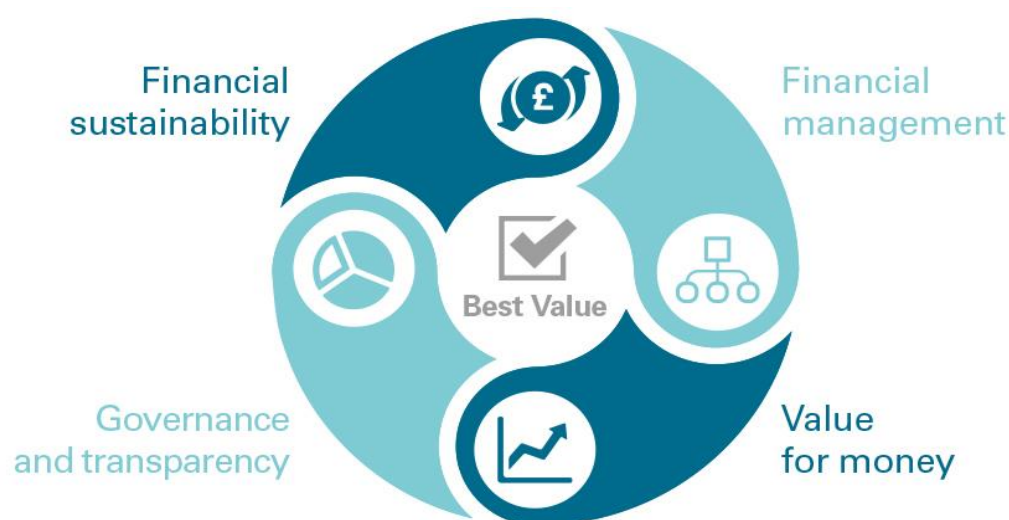 Financial
sustainability
Financial
management
£
Best Value
Governance
and transparency
Value
for money